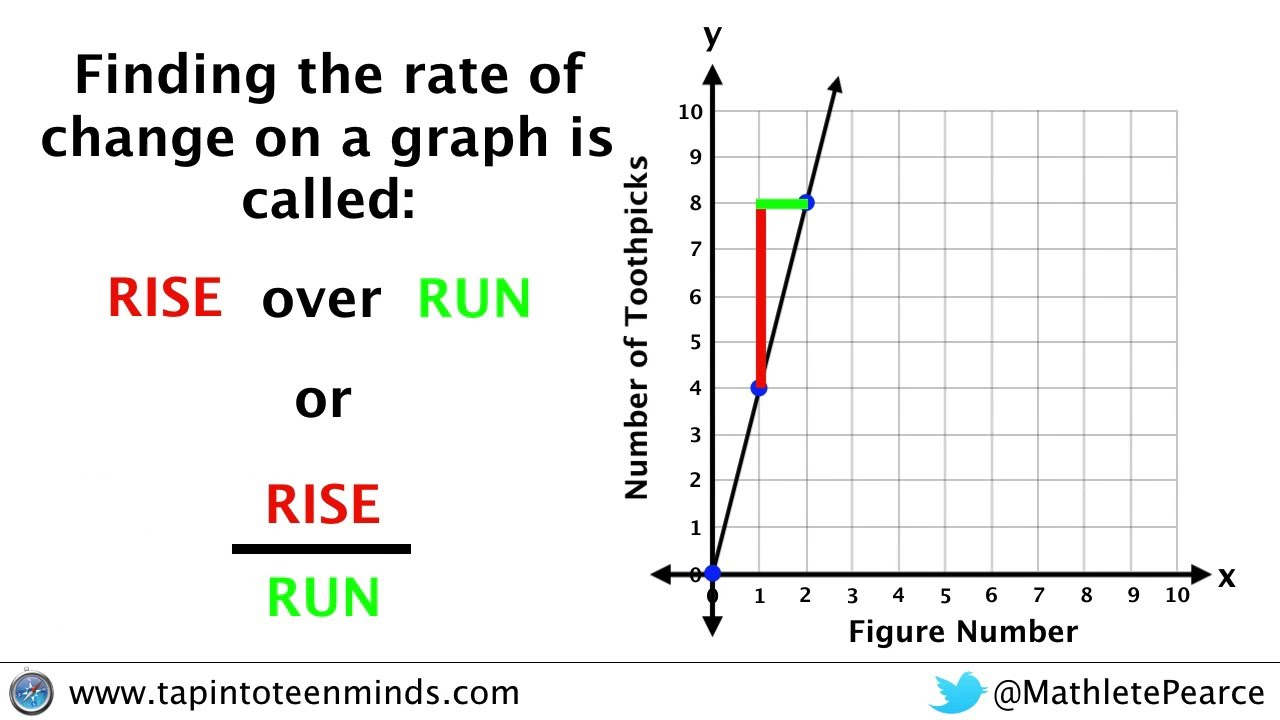 Finding the rate of
change on a graph is
called:
RISE over RUN
or
RISE
RUN
y
Number of Toothpicks
10
9
8
7
6
5
4
3
2
1
0
0 1 2 3 4 5 6 7 8 9 10
x
Figure Number
www.tapintoteenminds.com
@MathletePearce